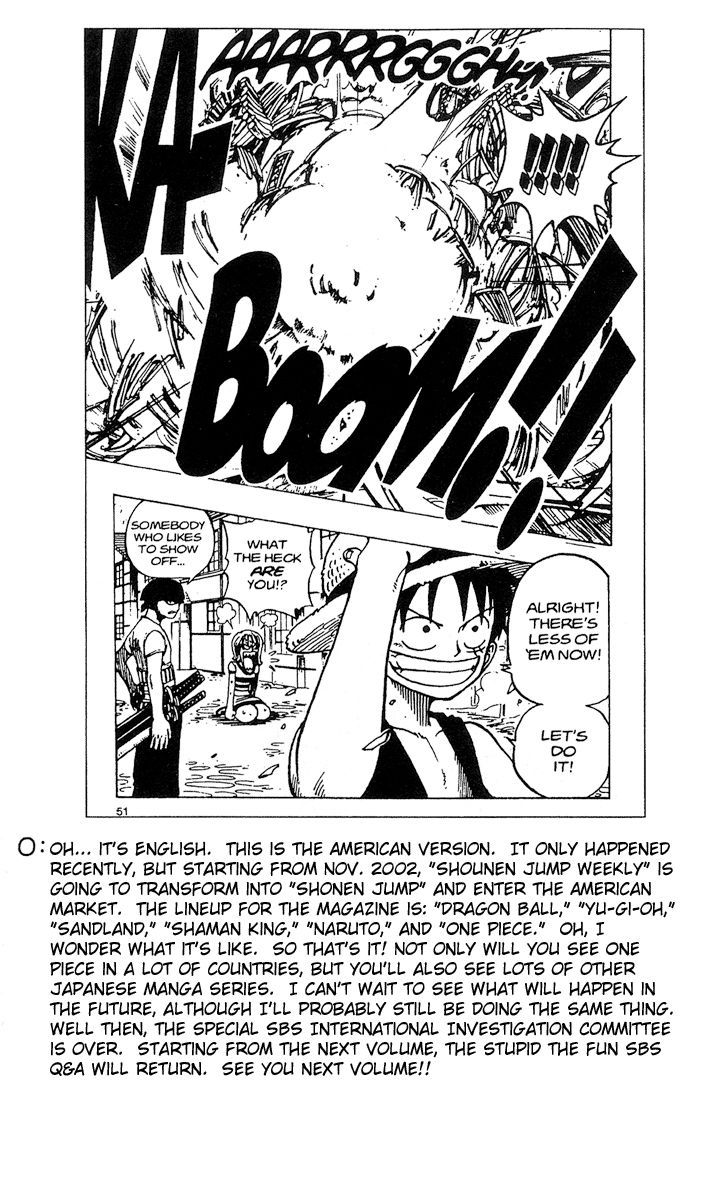 AAARRRGGGHHH
KA-
!!!!
BOOM!!
SOMEBODY
WHO LIKES
TO SHOW
OFF...
WHAT
THE HECK
ARE
YOU!?
ALRIGHT!
THERE'S
LESS OF
'EM NOW!
LET'S
DO
IT!
51
O: OH... IT'S ENGLISH. THIS IS THE AMERICAN VERSION. IT ONLY HAPPENED
RECENTLY, BUT STARTING FROM NOV. 2002, "SHOUNEN JUMP WEEKLY" IS
GOING TO TRANSFORM INTO "SHONEN JUMP" AND ENTER THE AMERICAN
MARKET. THE LINEUP FOR THE MAGAZINE IS: "DRAGON BALL," "YU-GI-OH,"
"SANDLAND," "SHAMAN KING," "NARUTO," AND "ONE PIECE." OH, I
WONDER WHAT IT'S LIKE. SO THAT'S IT! NOT ONLY WILL YOU SEE ONE
PIECE IN A LOT OF COUNTRIES, BUT YOU'LL ALSO SEE LOTS OF OTHER
JAPANESE MANGA SERIES. I CAN'T WAIT TO SEE WHAT WILL HAPPEN IN
THE FUTURE, ALTHOUGH I'LL PROBABLY STILL BE DOING THE SAME THING.
WELL THEN, THE SPECIAL SBS INTERNATIONAL INVESTIGATION COMMITTEE
IS OVER. STARTING FROM THE NEXT VOLUME, THE STUPID THE FUN SBS
Q&A WILL RETURN. SEE YOU NEXT VOLUME!!